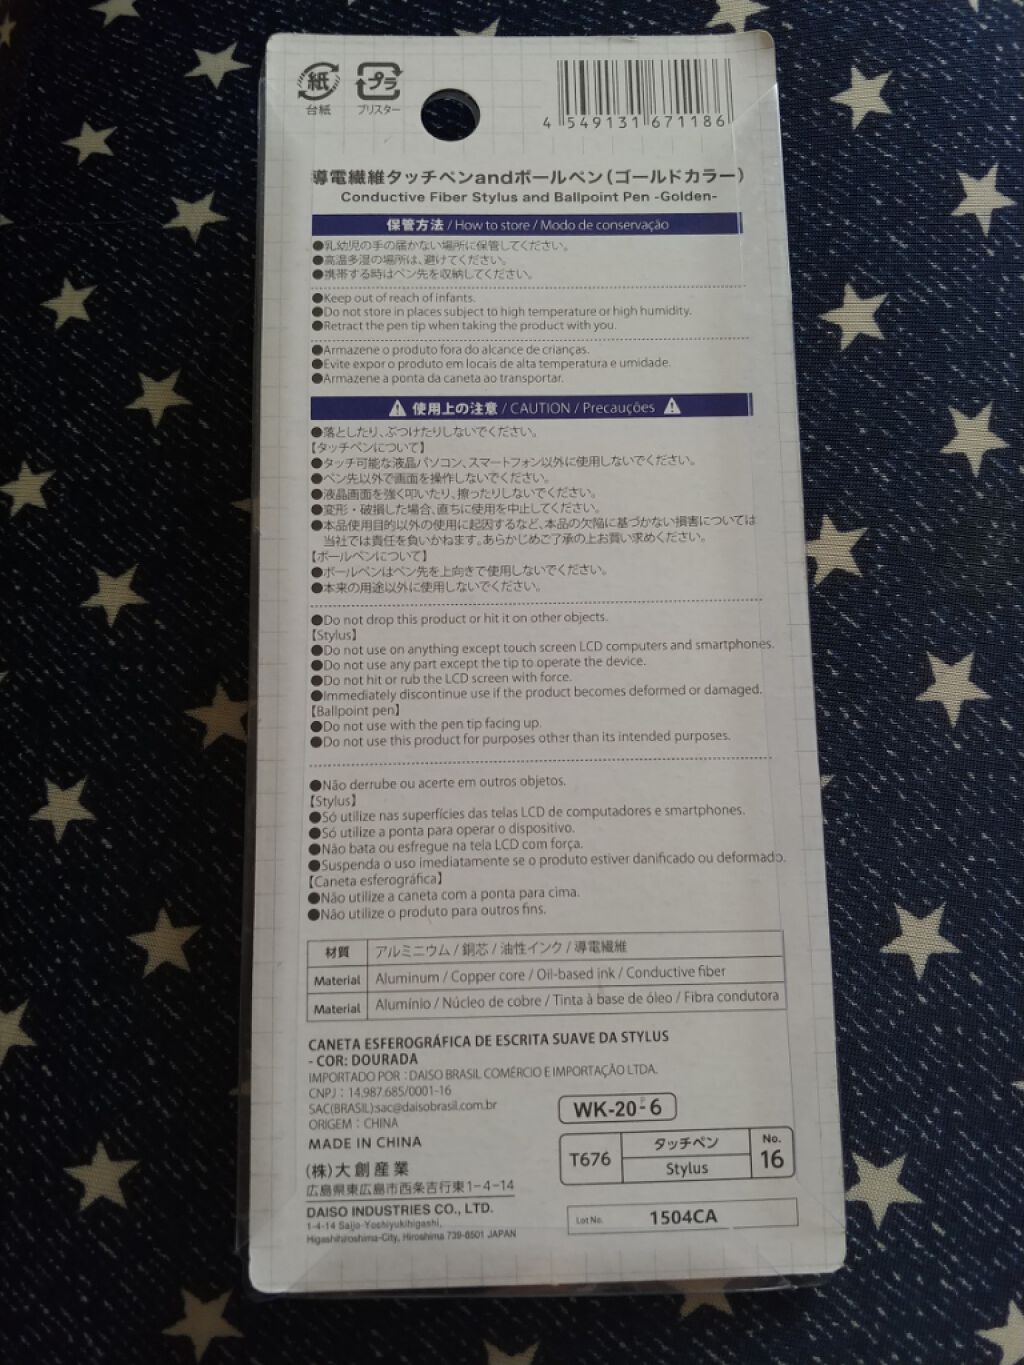 紙
台紙
プラ
ブリスター
4 549131 671186
導電繊維タッチペンandボールペン(ゴールドカラー)
Conductive Fiber Stylus and Ballpoint Pen -Golden-
保管方法 / How to store / Modo de conservação
●乳幼児の手の届かない場所に保管してください。
●高温多湿の場所は、避けてください。
●携帯する時はペン先を収納してください。
●Keep out of reach of infants.
●Do not store in places subject to high temperature or high humidity.
●Retract the pen tip when taking the product with you.
●Armazene o produto fora do alcance de crianças.
●Evite expor o produto em locais de alta temperatura e umidade.
●Armazene a ponta da caneta ao transportar.
使用上の注意 / CAUTION / Precauções
●落としたり、ぶつけたりしないでください。
【タッチペンについて】
●タッチ可能な液晶パソコン、スマートフォン以外に使用しないでください。
●ペン先以外で画面を操作しないでください。
●液晶画面を強く叩いたり、擦ったりしないでください。
●変形・破損した場合、直ちに使用を中止してください。
●本品使用目的以外の使用に起因するなど、本品の欠陥に基づかない損害については
当社では責任を負いかねます。あらかじめご了承の上お買い求めください。
【ボールペンについて】
●ボールペンはペン先を上向きで使用しないでください。
●本来の用途以外に使用しないでください。
●Do not drop this product or hit it on other objects.
【Stylus】
●Do not use on anything except touch screen LCD computers and smartphones.
●Do not use any part except the tip to operate the device.
●Do not hit or rub the LCD screen with force.
●Immediately discontinue use if the product becomes deformed or damaged.
【Ballpoint pen】
●Do not use with the pen tip facing up.
●Do not use this product for purposes other than its intended purposes.
●Não derrube ou acerte em outros objetos.
【Stylus】
●Só utilize nas superfícies das telas LCD de computadores e smartphones.
●Só utilize a ponta para operar o dispositivo.
●Não bata ou esfregue na tela LCD com força.
●Suspenda o uso imediatamente se o produto estiver danificado ou deformado.
【Caneta esferográfica】
●Não utilize a caneta com a ponta para cima.
●Não utilize o produto para outros fins.
材質 アルミニウム / 銅芯 / 油性インク / 導電繊維
Material Aluminum / Copper core / Oil-based ink / Conductive fiber
Material Alumínio / Núcleo de cobre / Tinta à base de óleo / Fibra condutora
CANETA ESFEROGRÁFICA DE ESCRITA SUAVE DA STYLUS
- COR: DOURADA
IMPORTADO POR : DAISO BRASIL COMÉRCIO E IMPORTAÇÃO LTDA.
CNPJ : 14.987.685/0001-16
SAC(BRASIL):sac@daisobrasil.com.br
ORIGEM : CHINA
MADE IN CHINA
WK-20-6
T676 タッチペン Stylus No. 16
(株)大創産業
広島県東広島市西条吉行東1-4-14
DAISO INDUSTRIES CO., LTD.
1-4-14 Saijo-Yoshiyukihigashi,
Higashihiroshima-City, Hiroshima 739-8501 JAPAN
Lot No. 1504CA